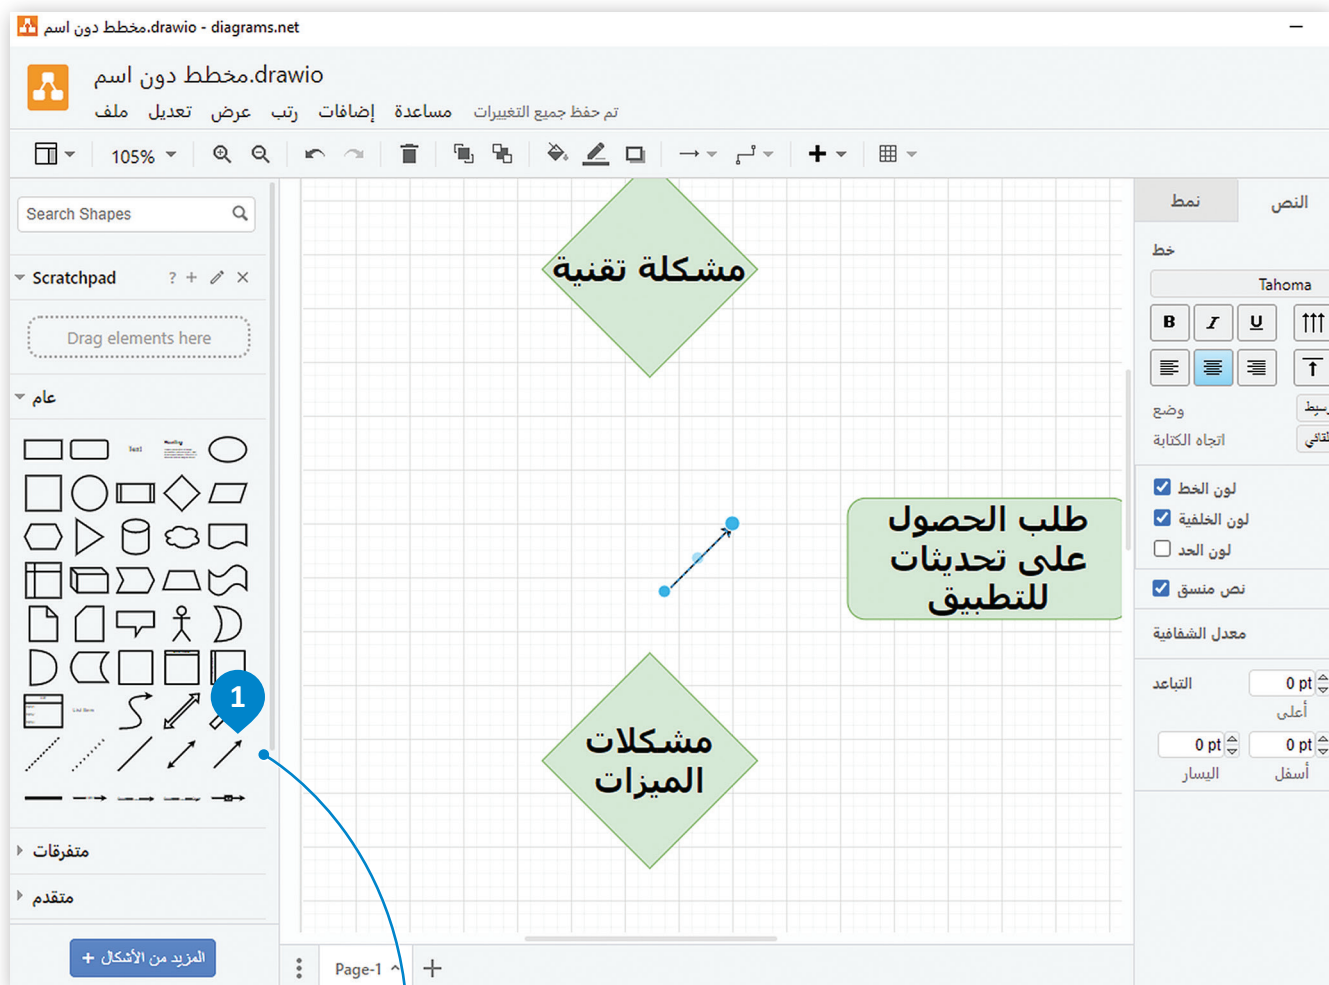 مخطط دون اسم.drawio - diagrams.net
مخطط دون اسم.drawio
ملف تعديل عرض رتب إضافات مساعدة تم حفظ جميع التغييرات
105%
Search Shapes
Scratchpad
Drag elements here
عام
Text
Heading
1
متفرقات
متقدم
المزيد من الأشكال +
مشكلة تقنية
طلب الحصول
على تحديثات
للتطبيق
مشكلات
الميزات
Page-1
نمط النص
خط
Tahoma
B I U
وضع
اتجاه الكتابة
لون الخط
لون الخلفية
لون الحد
نص منسق
معدل الشفافية
التباعد 0 pt
أعلى
0 pt 0 pt
اليسار أسفل